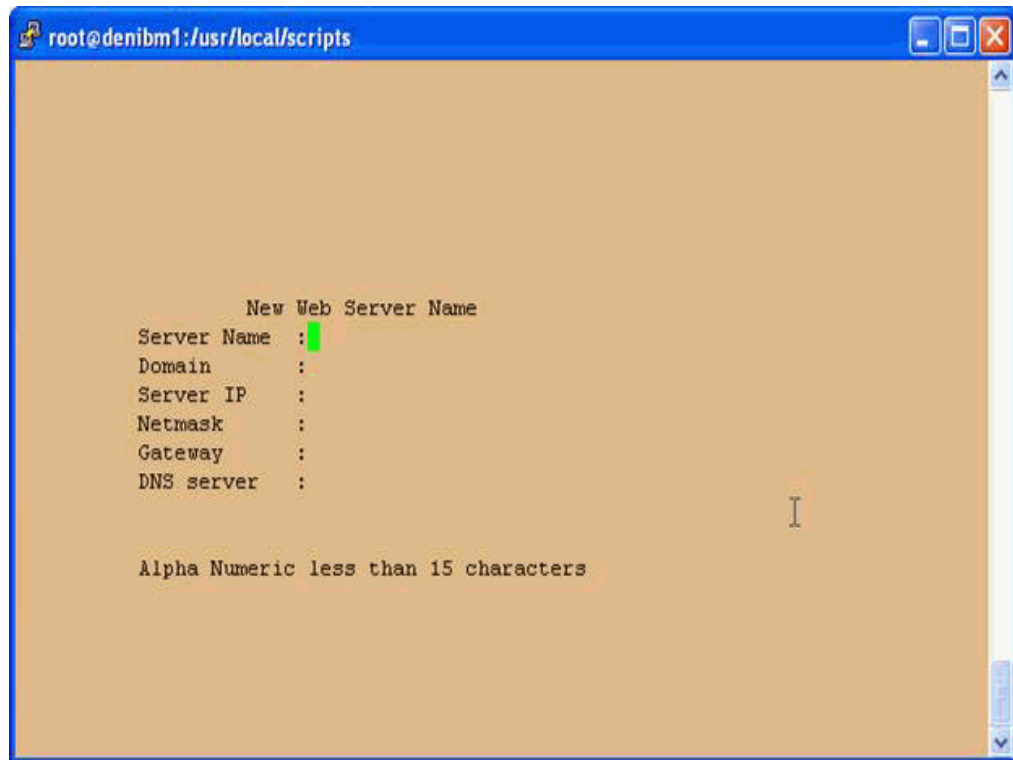 root@denibm1:/usr/local/scripts
New Web Server Name
Server Name :
Domain :
Server IP :
Netmask :
Gateway :
DNS server :
Alpha Numeric less than 15 characters